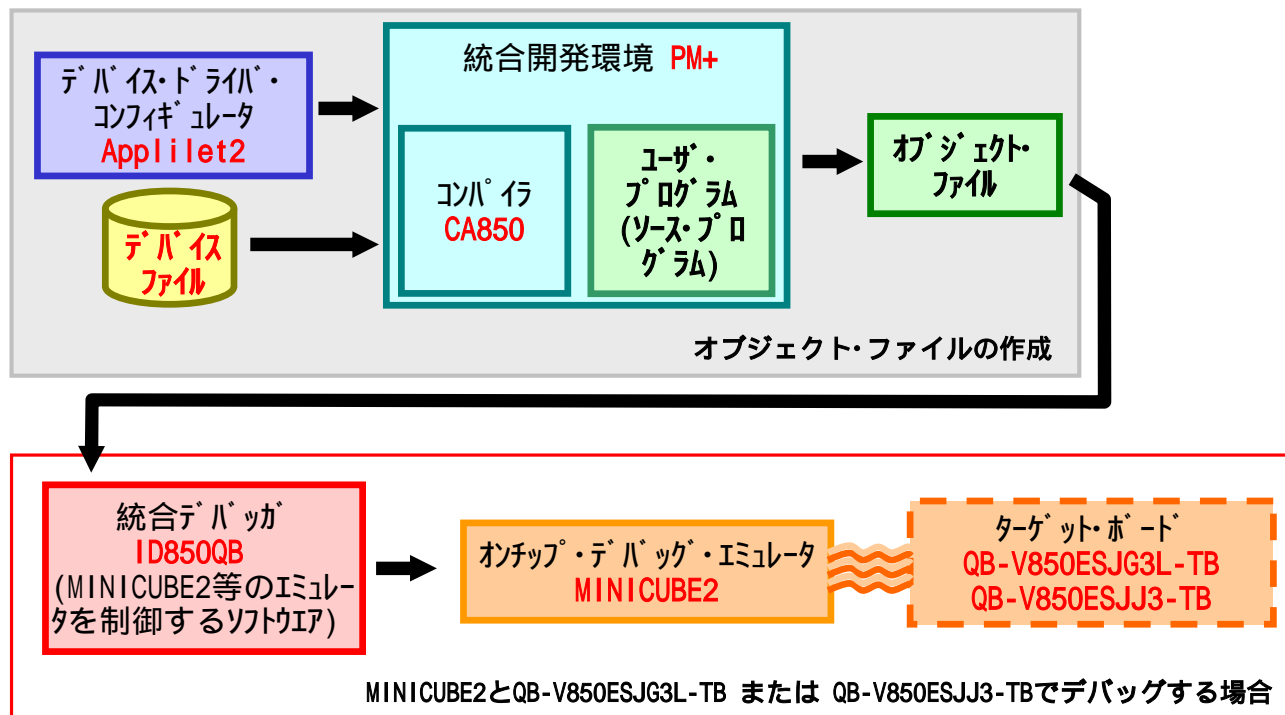 デバイス・ドライバ・
コンフィギュレータ
Applilet2
デバイス
ファイル
統合開発環境 PM+
コンパイラ
CA850
ユーザ・
プログラム
(ソース・プロ
グラム)
オブジェクト・
ファイル
オブジェクト・ファイルの作成
統合デバッガ
ID850QB
(MINICUBE2等のエミュレー
タを制御するソフトウエア)
オンチップ・デバッグ・エミュレータ
MINICUBE2
ターゲット・ボード
QB-V850ESJG3L-TB
QB-V850ESJJ3-TB
MINICUBE2とQB-V850ESJG3L-TB または QB-V850ESJJ3-TBでデバッグする場合